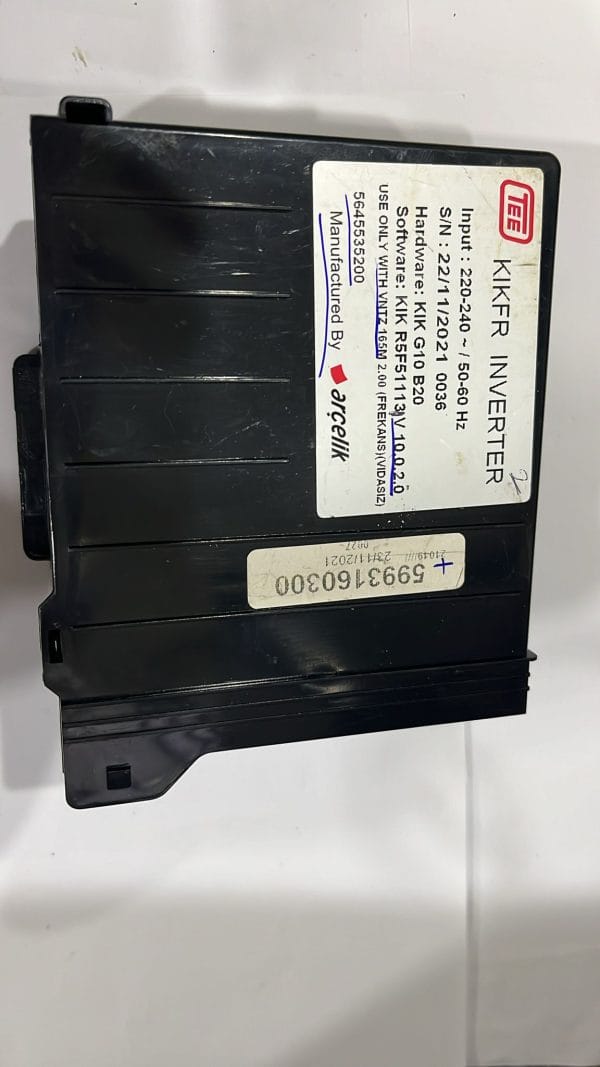 TEE
KIKFR INVERTER
Input : 220-240 ~ / 50-60 Hz
S/N : 22/11/2021 0036
Hardware: KIK G10 B20
Software: KIK R5F51113 V 10.0.2.0
USE ONLY WITH VNTZ 165M 2.00 (FREKANS)(VIDASIZ)
5645535200
Manufactured By arçelik
5993160300
23/11/2021